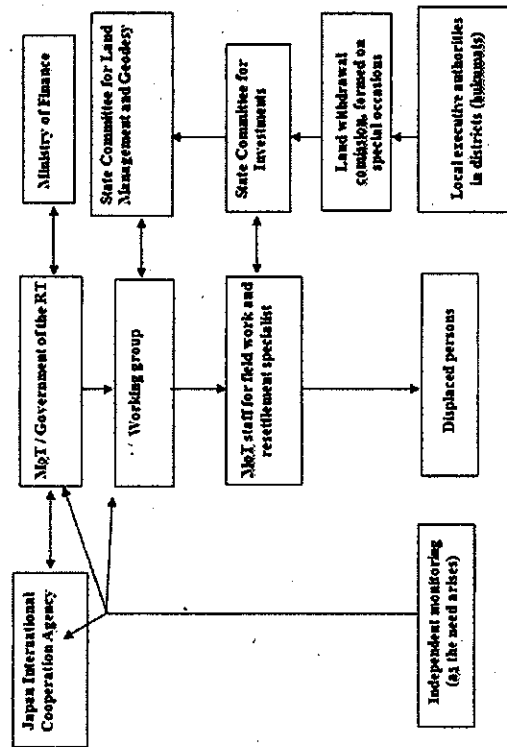 Japan International
Cooperation Agency
MoT / Government of the RT
Ministry of Finance
Working group
State Committee for Land
Management and Geodesy
MoT staff for field work and
resettlement specialist
State Committee for
Investments
Land withdrawal
comission, formed on
special occasions
Independent monitoring
(as the need arises)
Displaced persons
Local executive authorities
in districts (hukumats)